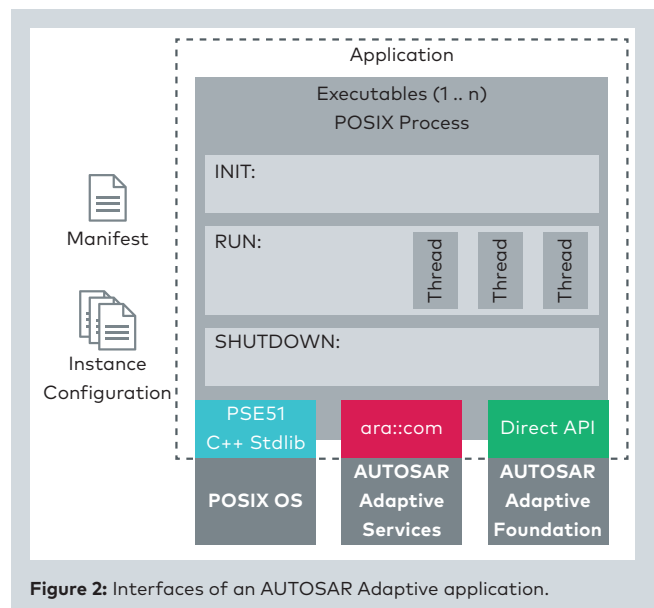 Application
Executables (1 .. n)
POSIX Process
INIT:
Manifest
RUN:
Thread
Thread
Thread
SHUTDOWN:
Instance
Configuration
PSE51
C++ Stdlib
ara::com
Direct API
POSIX OS
AUTOSAR
Adaptive
Services
AUTOSAR
Adaptive
Foundation
Figure 2: Interfaces of an AUTOSAR Adaptive application.